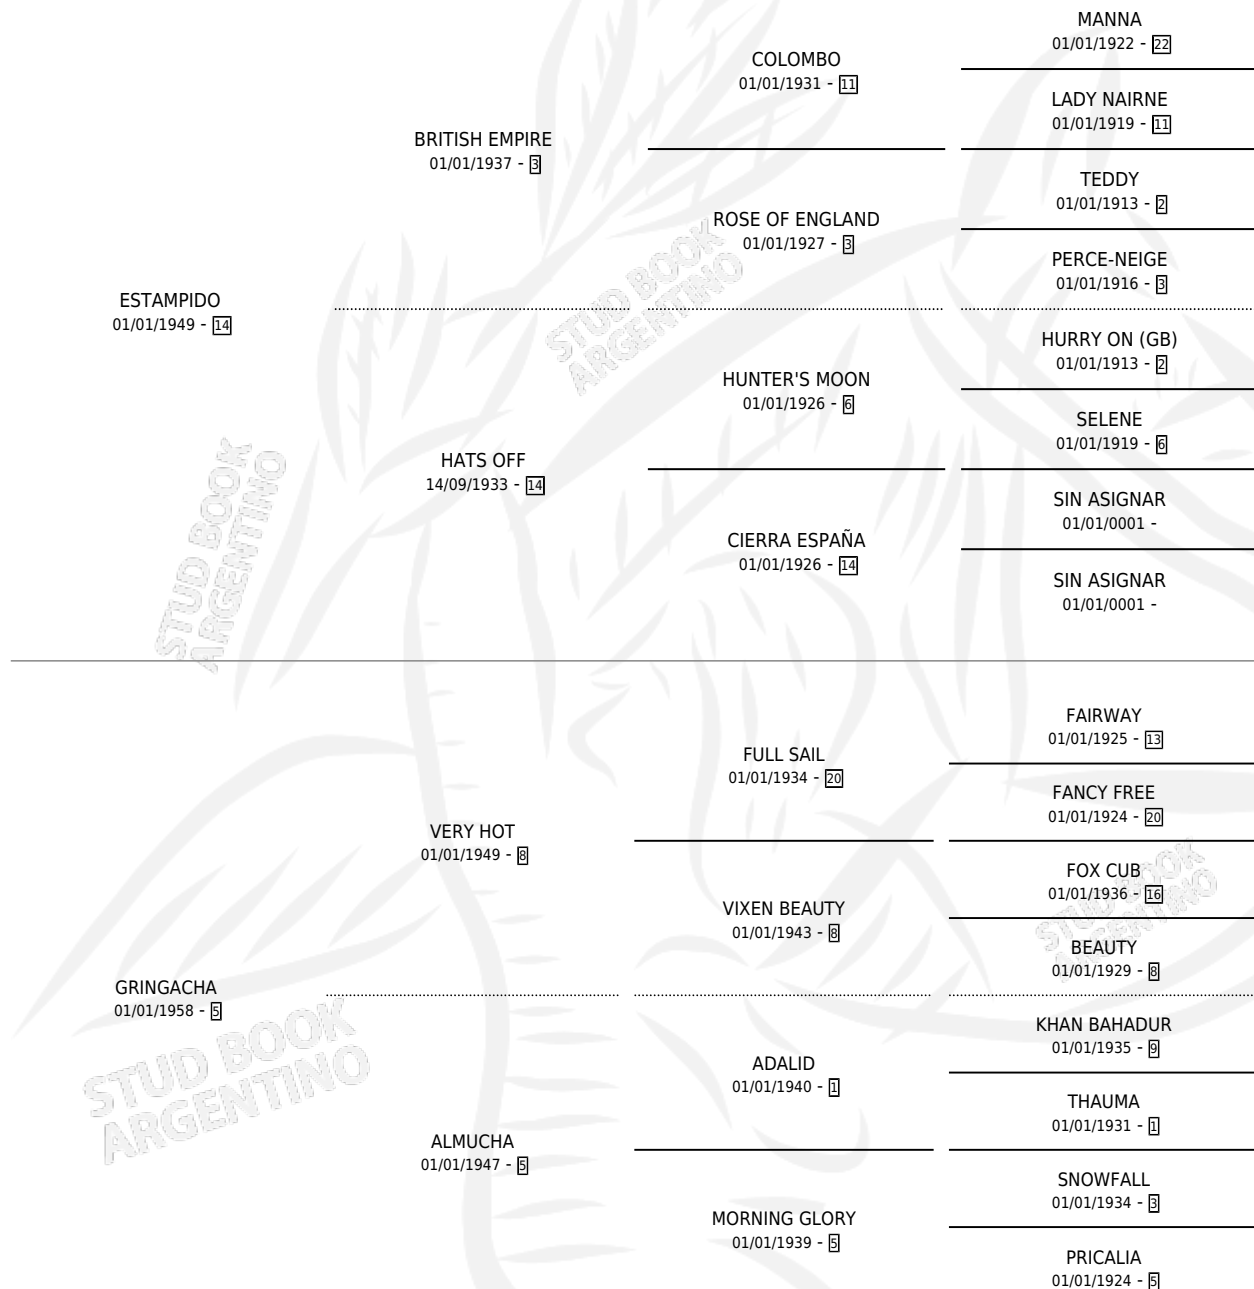 MANNA
01/01/1922 - 22
COLOMBO
01/01/1931 - 11
LADY NAIRNE
01/01/1919 - 11
BRITISH EMPIRE
01/01/1937 - 3
TEDDY
01/01/1913 - 2
ROSE OF ENGLAND
01/01/1927 - 3
PERCE-NEIGE
01/01/1916 - 3
ESTAMPIDO
01/01/1949 - 14
STUD BOOK
ARGENTINO
HURRY ON (GB)
01/01/1913 - 2
HUNTER'S MOON
01/01/1926 - 6
SELENE
01/01/1919 - 6
HATS OFF
14/09/1933 - 14
SIN ASIGNAR
01/01/0001 -
CIERRA ESPAÑA
01/01/1926 - 14
SIN ASIGNAR
01/01/0001 -
STUD BOOK
ARGENTINO
FAIRWAY
01/01/1925 - 13
FULL SAIL
01/01/1934 - 20
FANCY FREE
01/01/1924 - 20
VERY HOT
01/01/1949 - 8
FOX CUB
01/01/1936 - 16
VIXEN BEAUTY
01/01/1943 - 8
STUD BOOK
ARGENTINO
BEAUTY
01/01/1929 - 8
GRINGACHA
01/01/1958 - 5
KHAN BAHADUR
01/01/1935 - 9
ADALID
01/01/1940 - 1
STUD BOOK
ARGENTINO
THAUMA
01/01/1931 - 1
ALMUCHA
01/01/1947 - 5
SNOWFALL
01/01/1934 - 3
MORNING GLORY
01/01/1939 - 5
PRICALIA
01/01/1924 - 5